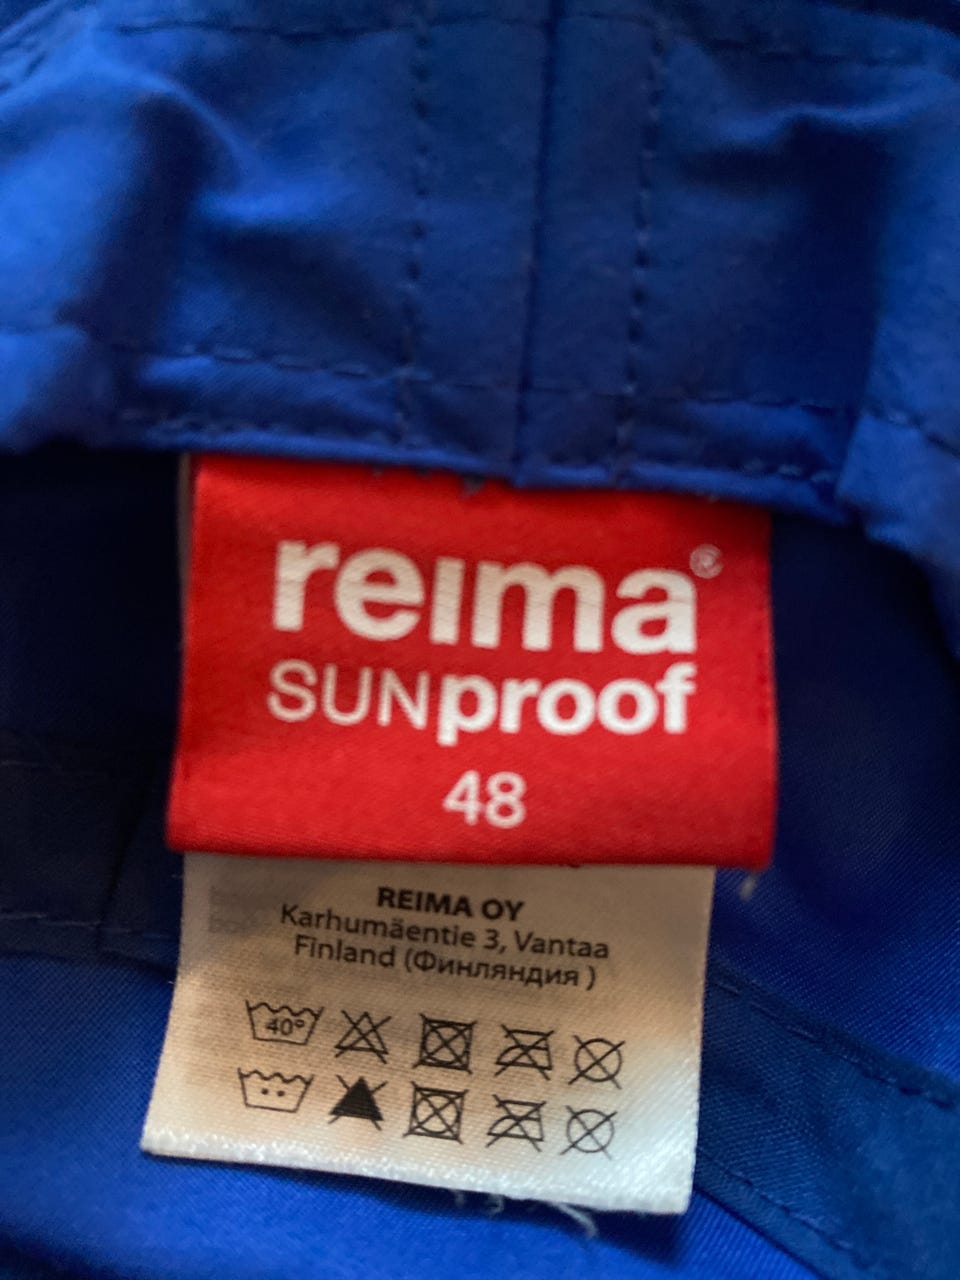 reima®
SUNproof
48
REIMA OY
Karhumäentie 3, Vantaa
Finland (Финляндия )
40°